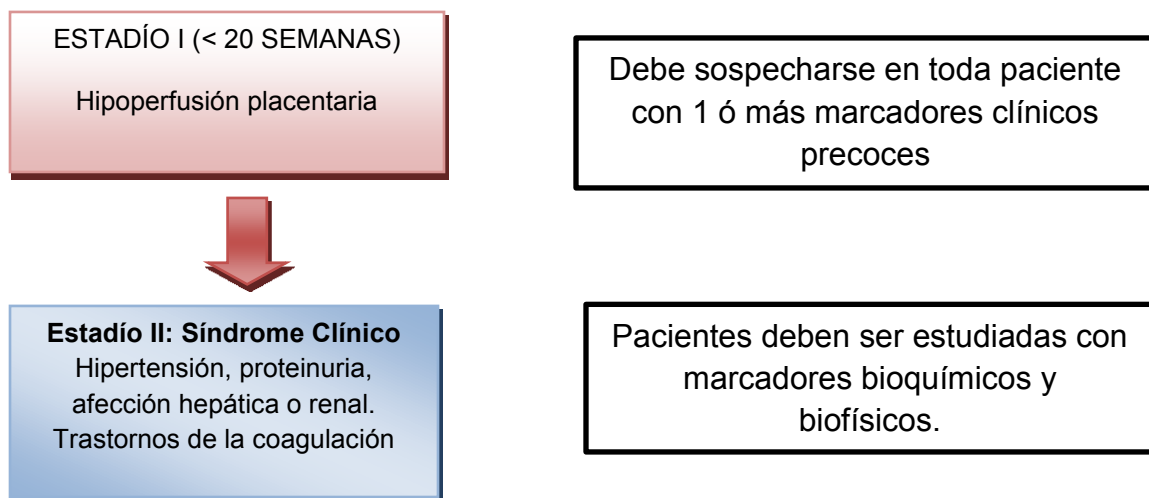 ESTADÍO I (< 20 SEMANAS)
Hipoperfusión placentaria
Debe sospecharse en toda paciente
con 1 ó más marcadores clínicos
precoces
Estadío II: Síndrome Clínico
Hipertensión, proteinuria,
afección hepática o renal.
Trastornos de la coagulación
Pacientes deben ser estudiadas con
marcadores bioquímicos y
biofísicos.